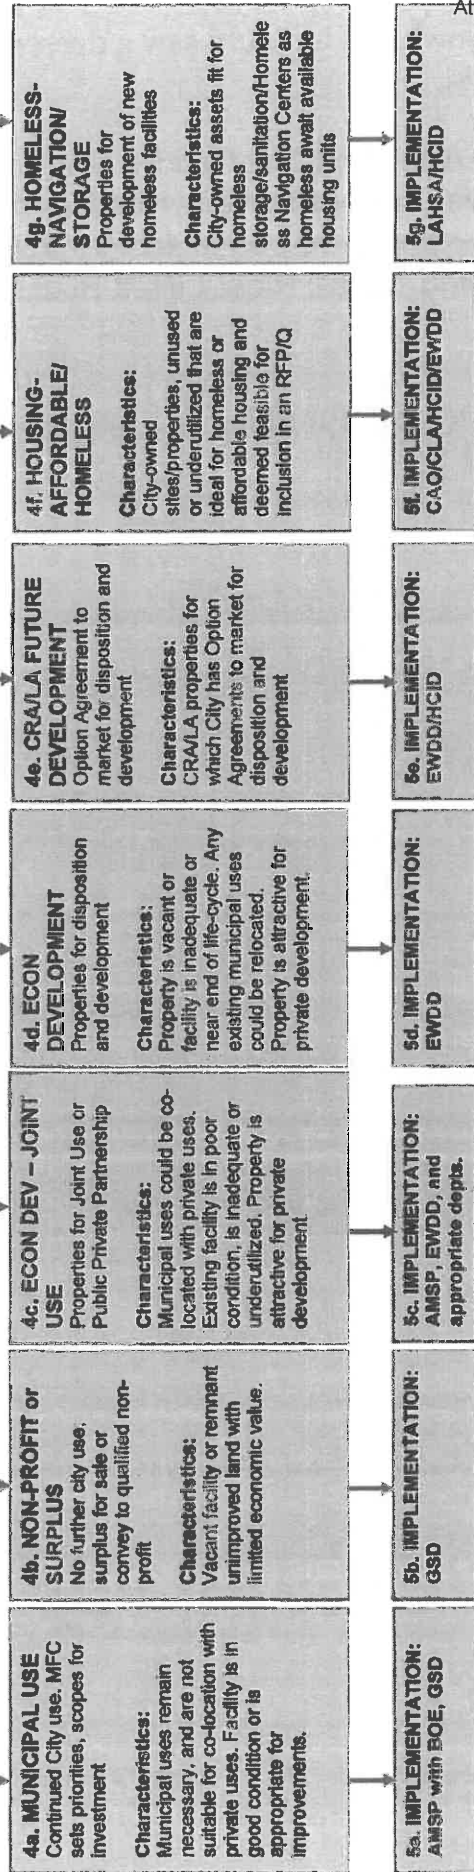 4a. MUNICIPAL USE
Continued City use. MFC
sets priorities, scopes for
investment
Characteristics:
Municipal uses remain
necessary, and are not
suitable for co-location with
private uses. Facility is in
good condition or is
appropriate for
improvements.
5a. IMPLEMENTATION:
AMSP with BOE, GSD
4b. NON-PROFIT or
SURPLUS
No further city use,
surplus for sale or
convey to qualified non-
profit
Characteristics:
Vacant facility or remnant
unimproved land with
limited economic value.
5b. IMPLEMENTATION:
GSD
4c. ECON DEV – JOINT
USE
Properties for Joint Use or
Public Private Partnership
Characteristics:
Municipal uses could be co-
located with private uses.
Existing facility is in poor
condition, is inadequate or
underutilized. Property is
attractive for private
development.
5c. IMPLEMENTATION:
AMSP, EWDD, and
appropriate depts.
4d. ECON
DEVELOPMENT
Properties for disposition
and development
Characteristics:
Property is vacant or
facility is inadequate or
near end of life-cycle. Any
existing municipal uses
could be relocated.
Property is attractive for
private development.
5d. IMPLEMENTATION:
EWDD
4e. CRA/LA FUTURE
DEVELOPMENT
Option Agreement to
market for disposition and
development
Characteristics:
CRA/LA properties for
which City has Option
Agreements to market for
disposition and
development
5e. IMPLEMENTATION:
EWDD/HCID
4f. HOUSING-
AFFORDABLE/
HOMELESS
Characteristics:
City-owned
sites/properties, unused
or underutilized that are
ideal for homeless or
affordable housing and
deemed feasible for
inclusion in an RFP/Q
5f. IMPLEMENTATION:
CAO/CLA/HCID/EWDD
4g. HOMELESS-
NAVIGATION/
STORAGE
Properties for
development of new
homeless facilities
Characteristics:
City-owned assets fit for
homeless
storage/sanitation/Homele
ss Navigation Centers as
homeless await available
housing units
5g. IMPLEMENTATION:
LAHSA/HCID